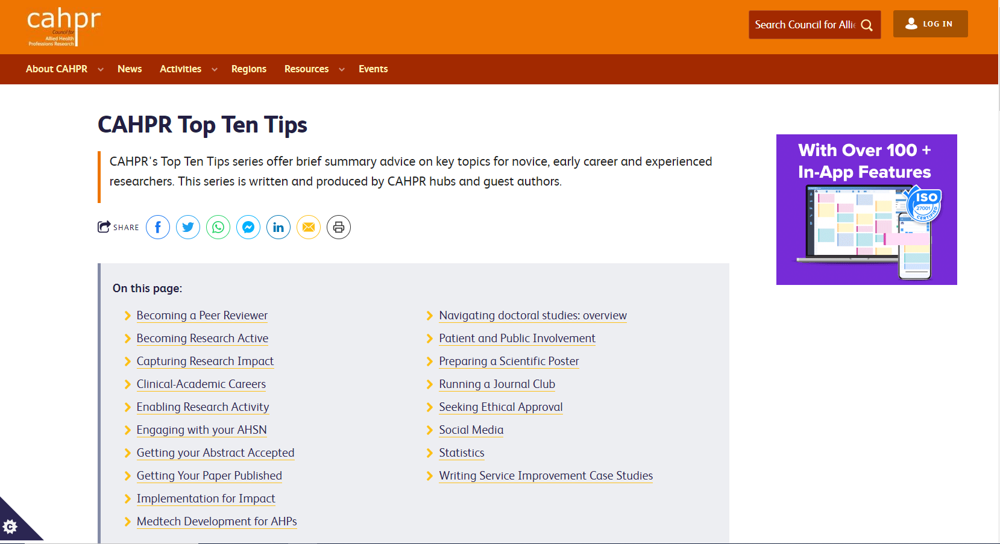 cahpr
Council for
Allied Health
Professions Research
Search Council for Allie
LOG IN
About CAHPR
News
Activities
Regions
Resources
Events
CAHPR Top Ten Tips
CAHPR's Top Ten Tips series offer brief summary advice on key topics for novice, early career and experienced
researchers. This series is written and produced by CAHPR hubs and guest authors.
SHARE
With Over 100 +
In-App Features
ISO
27001
CERTIFIED
On this page:
Becoming a Peer Reviewer
Becoming Research Active
Capturing Research Impact
Clinical-Academic Careers
Enabling Research Activity
Engaging with your AHSN
Getting your Abstract Accepted
Getting Your Paper Published
Implementation for Impact
Medtech Development for AHPs
Navigating doctoral studies: overview
Patient and Public Involvement
Preparing a Scientific Poster
Running a Journal Club
Seeking Ethical Approval
Social Media
Statistics
Writing Service Improvement Case Studies